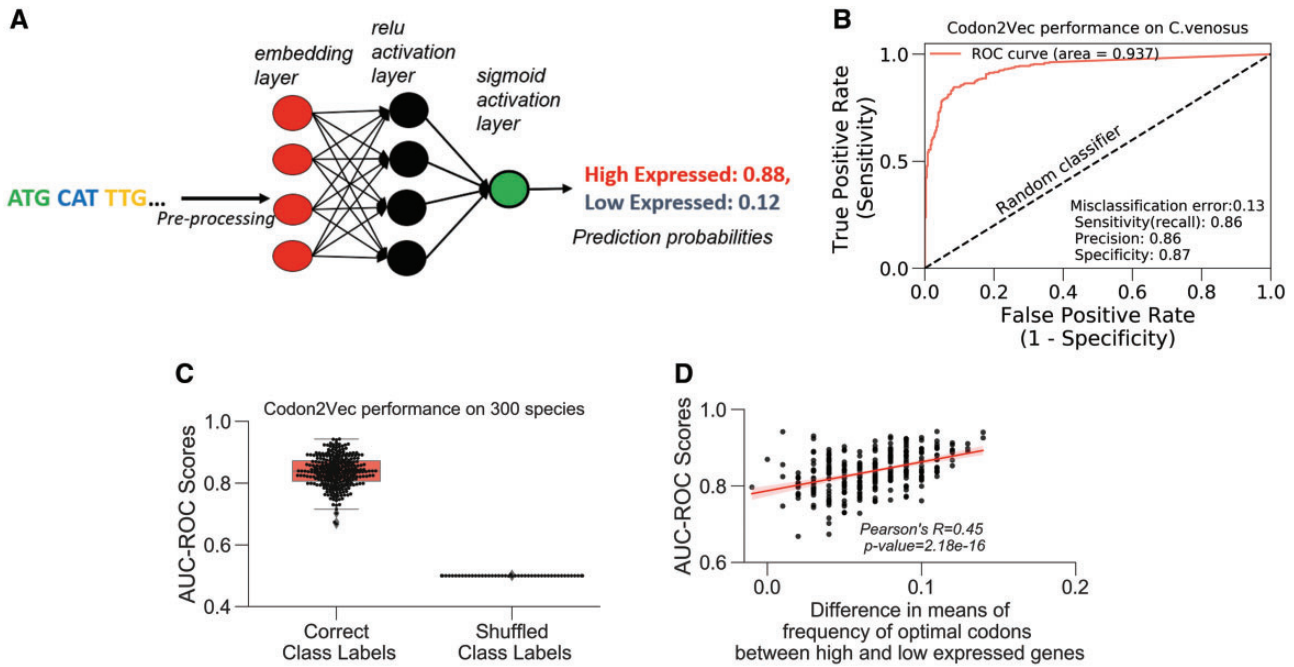 A
embedding
layer
relu
activation
layer
sigmoid
activation
layer
ATG CAT TTG...
Pre-processing
High Expressed: 0.88,
Low Expressed: 0.12
Prediction probabilities
B
Codon2Vec performance on C.venosus
ROC curve (area = 0.937)
True Positive Rate
(Sensitivity)
1.0
0.5
0.0
Random classifier
Misclassification error:0.13
Sensitivity(recall): 0.86
Precision: 0.86
Specificity: 0.87
0.0 0.2 0.4 0.6 0.8 1.0
False Positive Rate
(1 - Specificity)
C
Codon2Vec performance on 300 species
AUC-ROC Scores
1.0
0.8
0.6
0.4
Correct
Class Labels
Shuffled
Class Labels
D
AUC-ROC Scores
1.0
0.8
0.6
Pearson's R=0.45
p-value=2.18e-16
0.0 0.1 0.2
Difference in means of
frequency of optimal codons
between high and low expressed genes